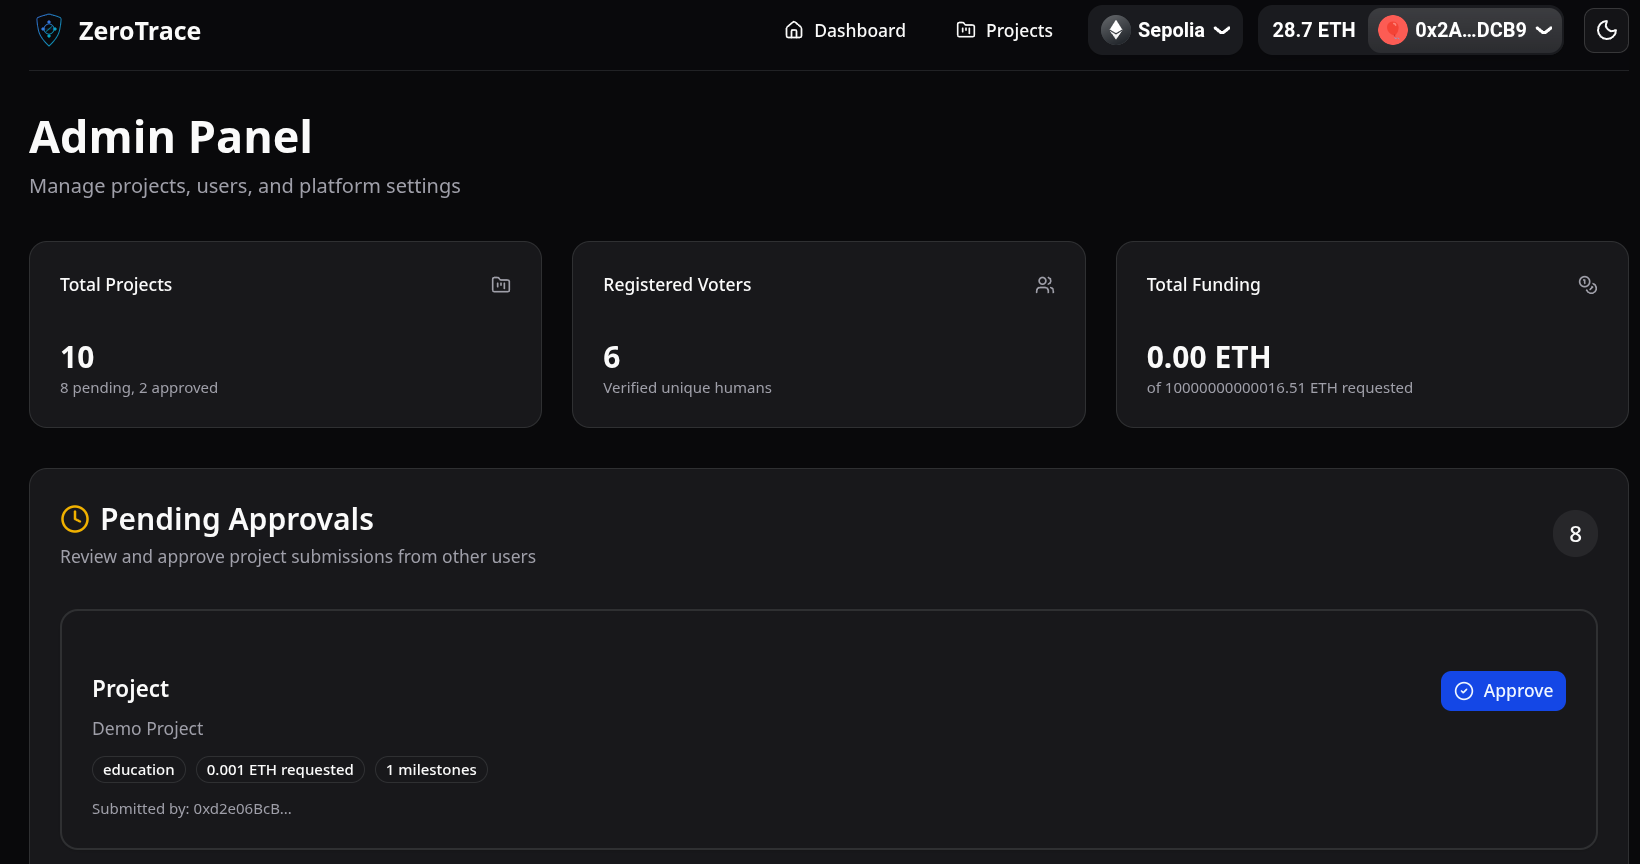 ZeroTrace
Dashboard
Projects
Sepolia
28.7 ETH
0x2A...DCB9
Admin Panel
Manage projects, users, and platform settings
Total Projects
10
8 pending, 2 approved
Registered Voters
6
Verified unique humans
Total Funding
0.00 ETH
of 10000000000016.51 ETH requested
Pending Approvals
8
Review and approve project submissions from other users
Project
Approve
Demo Project
education
0.001 ETH requested
1 milestones
Submitted by: 0xd2e06BcB...